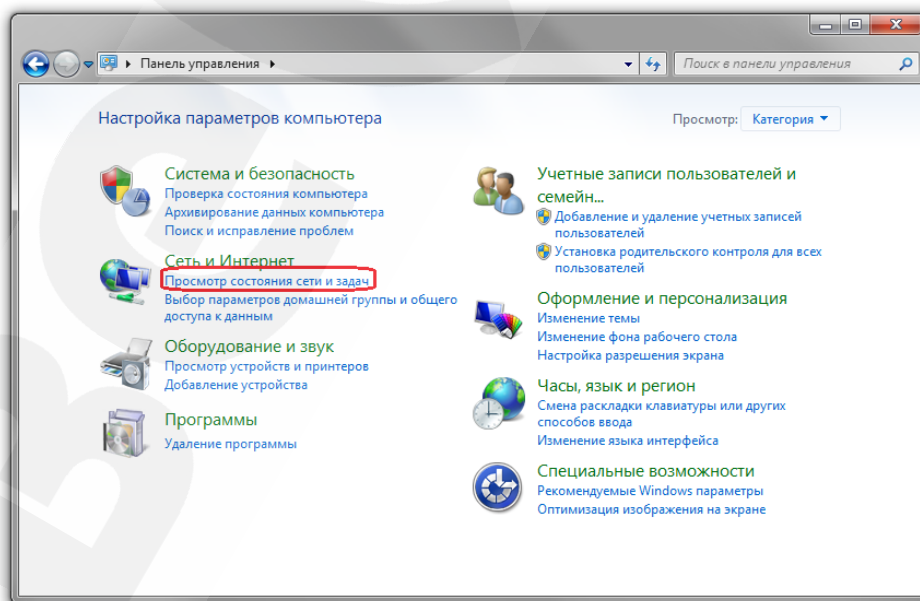 Панель управления
Поиск в панели управления
Настройка параметров компьютера
Просмотр: Категория
Система и безопасность
Проверка состояния компьютера
Архивирование данных компьютера
Поиск и исправление проблем
Сеть и Интернет
Просмотр состояния сети и задач
Выбор параметров домашней группы и общего
доступа к данным
Оборудование и звук
Просмотр устройств и принтеров
Добавление устройства
Программы
Удаление программы
Учетные записи пользователей и
семейн...
Добавление и удаление учетных записей
пользователей
Установка родительского контроля для всех
пользователей
Оформление и персонализация
Изменение темы
Изменение фона рабочего стола
Настройка разрешения экрана
Часы, язык и регион
Смена раскладки клавиатуры или других
способов ввода
Изменение языка интерфейса
Специальные возможности
Рекомендуемые Windows параметры
Оптимизация изображения на экране